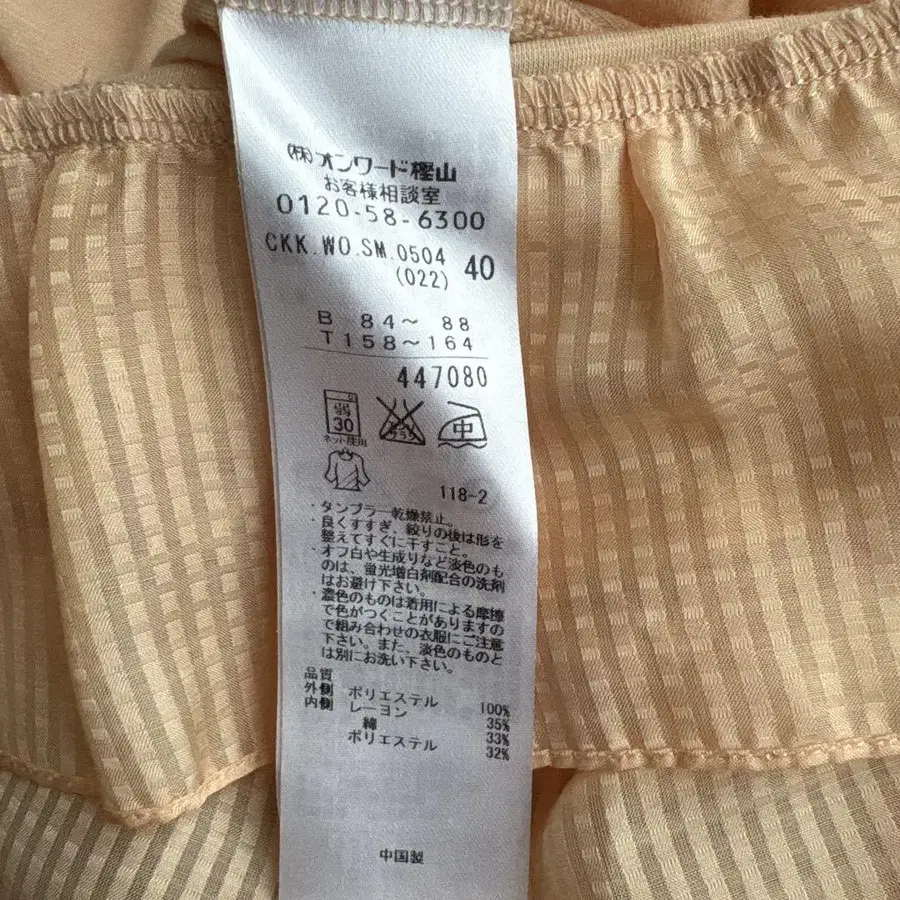 (株)オンワード樫山
お客様相談室
0120-58-6300
CKK.WO.SM.0504 40
(022)
B 84～ 88
T158～164
447080
弱
30
ネット使用
エンソ
サラシ
中
118-2
・タンブラー乾燥禁止。
・良くすすぎ、絞りの後は形を
整えてすぐに干すこと。
・オフ白や生成りなど淡色のも
のは、蛍光増白剤配合の洗剤
はお避け下さい。
・濃色のものは着用による摩擦
で色がつくことがありますの
で組み合わせの衣服にご注意
下さい。また、淡色のものと
は別にお洗い下さい。
品質
外側 ポリエステル 100%
内側 レーヨン 35%
綿 33%
ポリエステル 32%
中国製